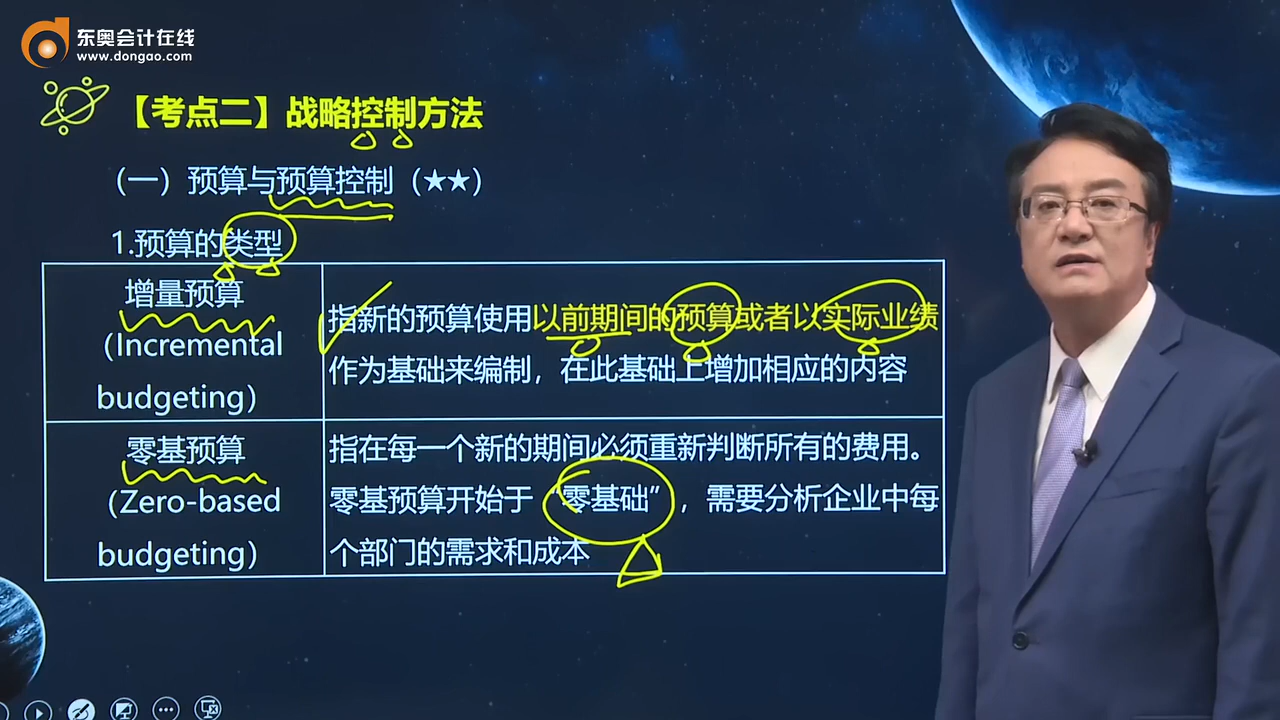 东奥会计在线
www.dongao.com
【考点二】战略控制方法
（一）预算与预算控制（★★）
1.预算的类型
增量预算
（Incremental
budgeting）
指新的预算使用以前期间的预算或者以实际业绩
作为基础来编制，在此基础上增加相应的内容
零基预算
（Zero-based
budgeting）
指在每一个新的期间必须重新判断所有的费用。
零基预算开始于“零基础”，需要分析企业中每
个部门的需求和成本